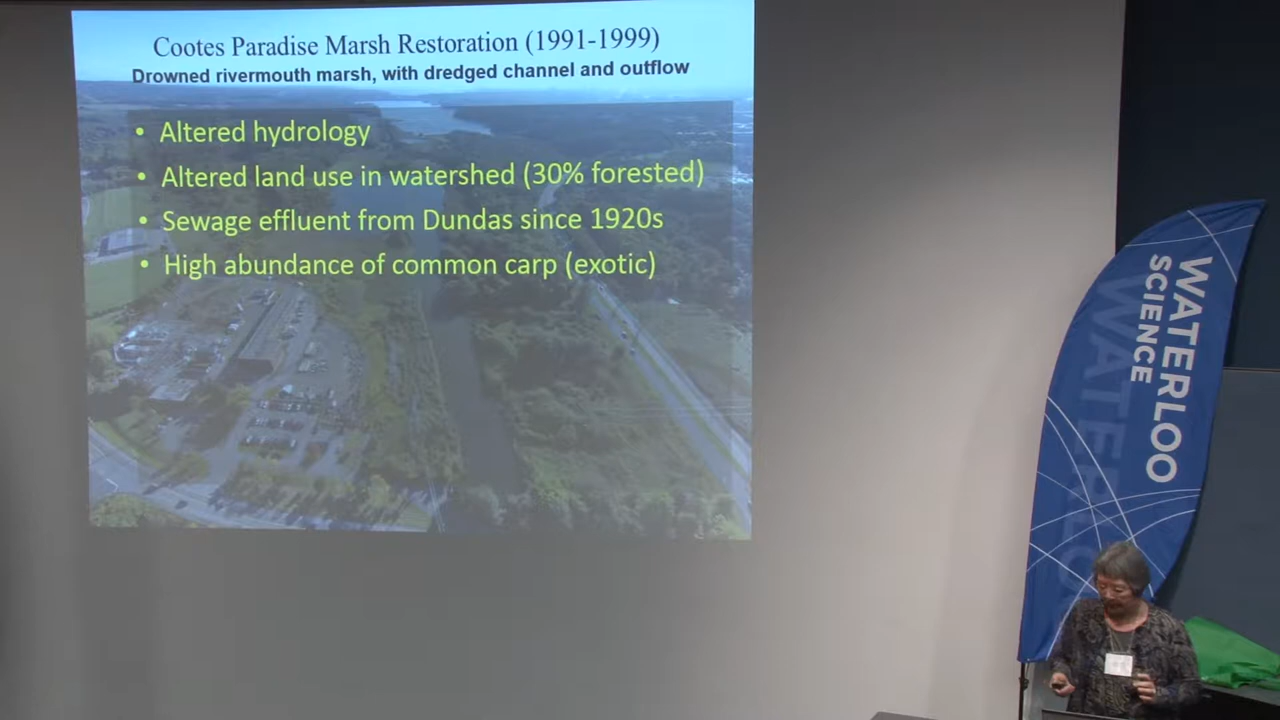 Cootes Paradise Marsh Restoration (1991-1999)
Drowned rivermouth marsh, with dredged channel and outflow
• Altered hydrology
• Altered land use in watershed (30% forested)
• Sewage effluent from Dundas since 1920s
• High abundance of common carp (exotic)
WATERLOO
SCIENCE